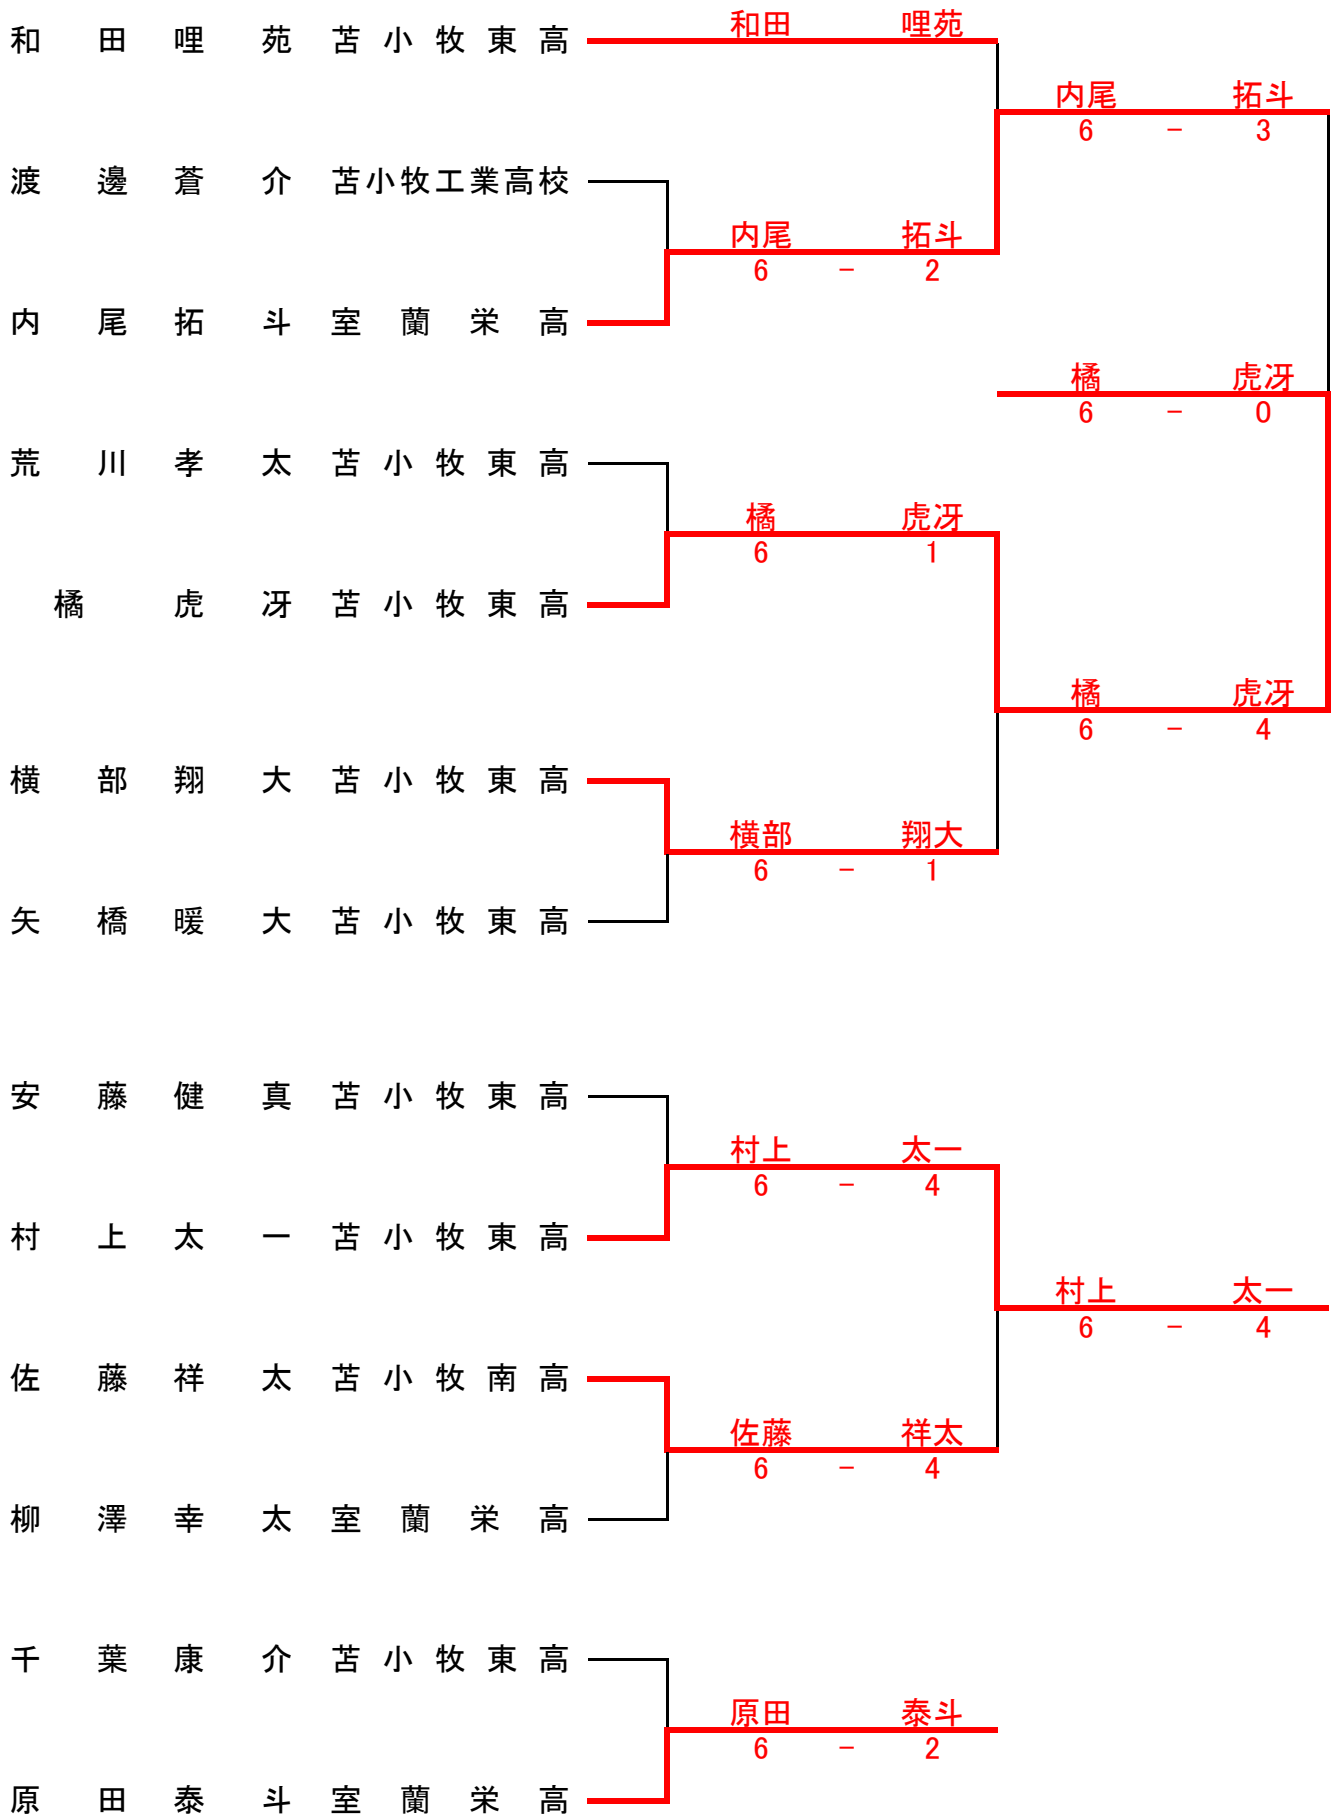 和田 哩苑
和田哩苑 苫小牧東高
内尾 拓斗
6 － 3
渡邊蒼介 苫小牧工業高校
内尾 拓斗
6 － 2
内尾拓斗 室蘭栄高
橘 虎冴
6 － 0
荒川孝太 苫小牧東高
橘 虎冴
6 1
橘虎冴 苫小牧東高
橘 虎冴
6 － 4
横部翔大 苫小牧東高
横部 翔大
6 － 1
矢橋暖大 苫小牧東高
安藤健真 苫小牧東高
村上 太一
6 － 4
村上太一 苫小牧東高
村上 太一
6 － 4
佐藤祥太 苫小牧南高
佐藤 祥太
6 － 4
柳澤幸太 室蘭栄高
千葉康介 苫小牧東高
原田 泰斗
6 － 2
原田泰斗 室蘭栄高